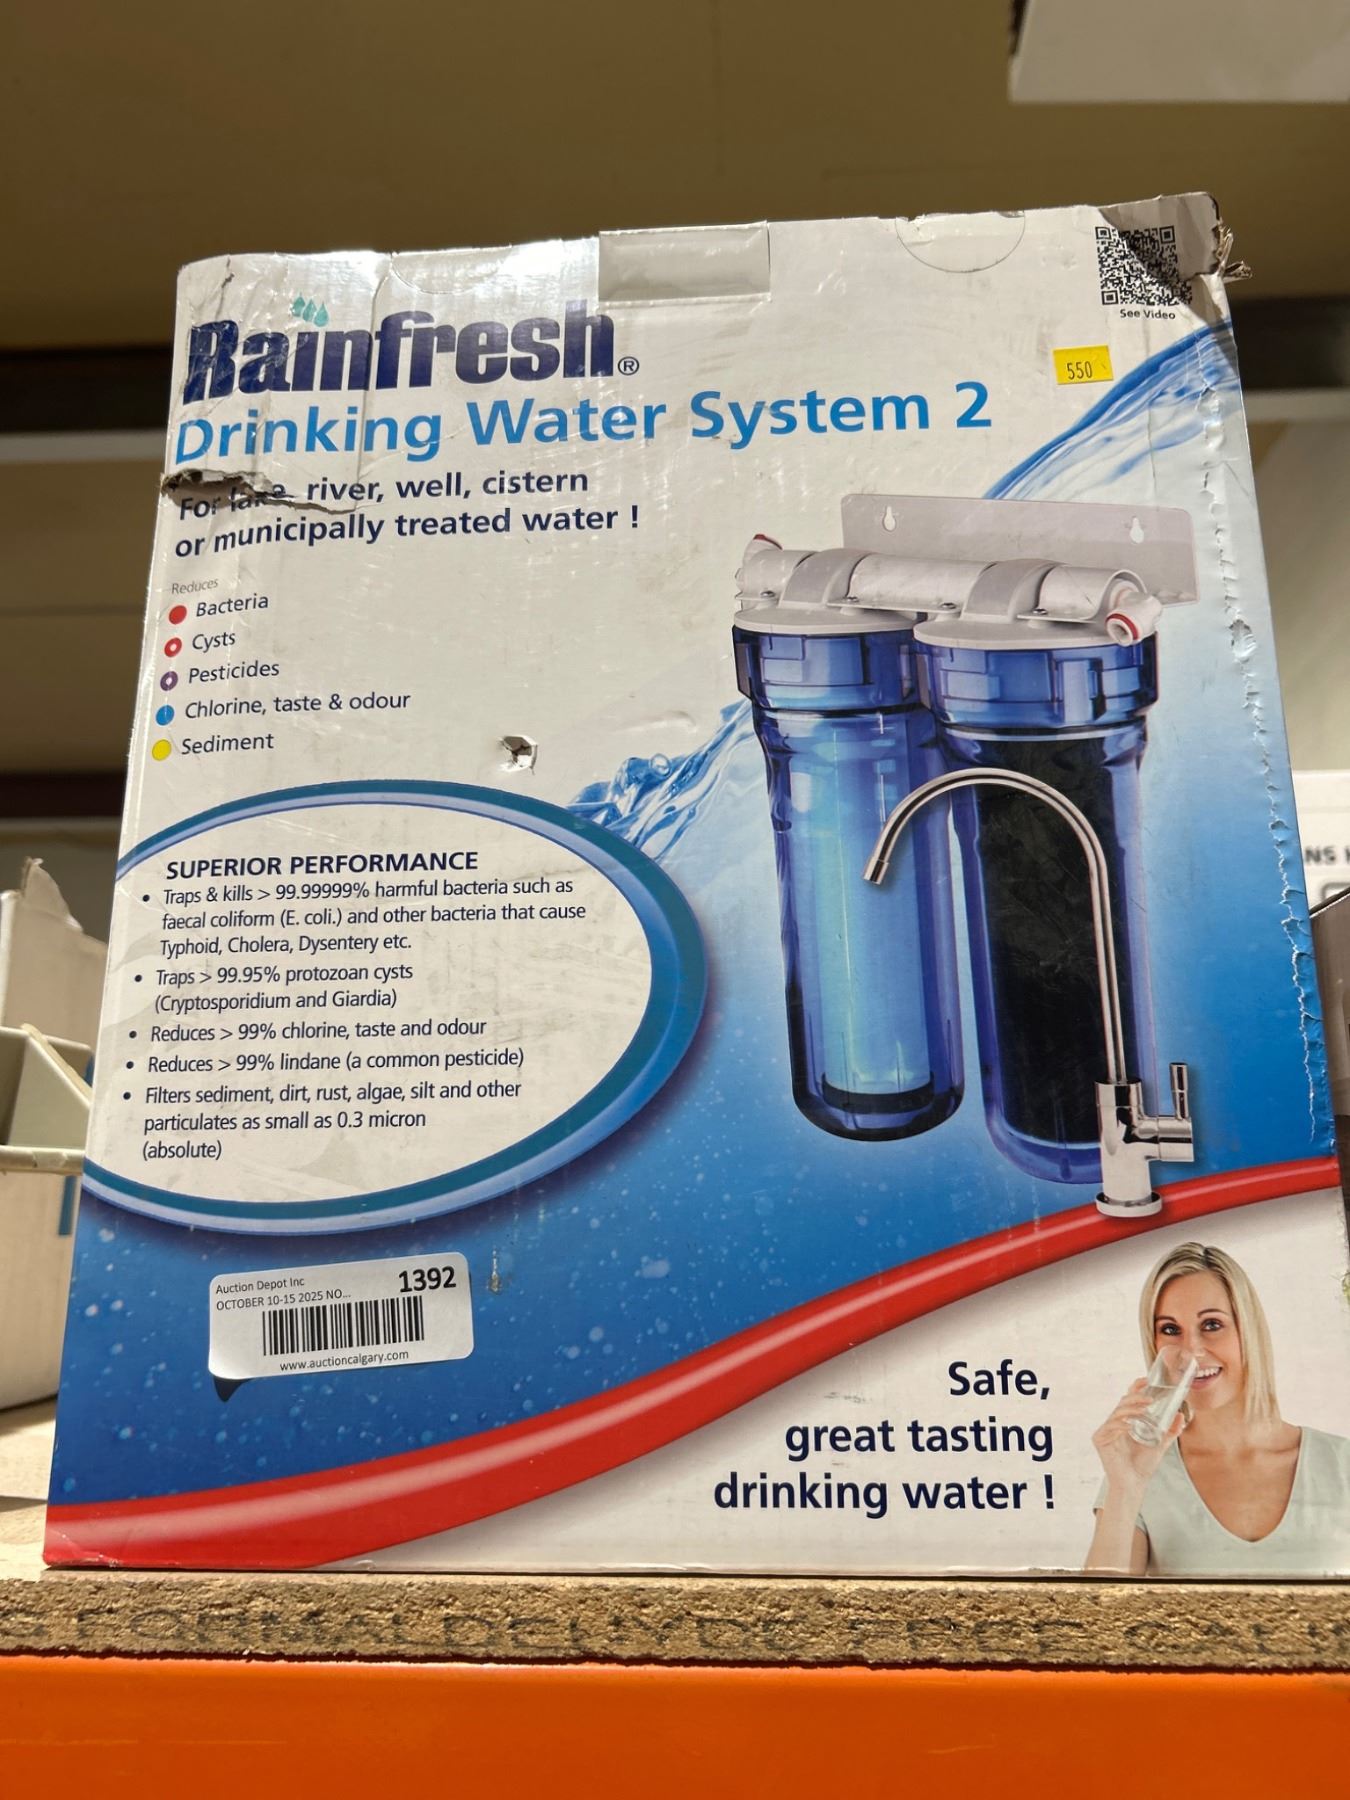 See Video
Rainfresh®
550
Drinking Water System 2
For lake, river, well, cistern
or municipally treated water !
Reduces
Bacteria
Cysts
Pesticides
Chlorine, taste & odour
Sediment
SUPERIOR PERFORMANCE
• Traps & kills > 99.99999% harmful bacteria such as
faecal coliform (E. coli.) and other bacteria that cause
Typhoid, Cholera, Dysentery etc.
• Traps > 99.95% protozoan cysts
(Cryptosporidium and Giardia)
• Reduces > 99% chlorine, taste and odour
• Reduces > 99% lindane (a common pesticide)
• Filters sediment, dirt, rust, algae, silt and other
particulates as small as 0.3 micron
(absolute)
Auction Depot Inc
1392
OCTOBER 10-15 2025 NO...
www.auctioncalgary.com
Safe,
great tasting
drinking water !
NS